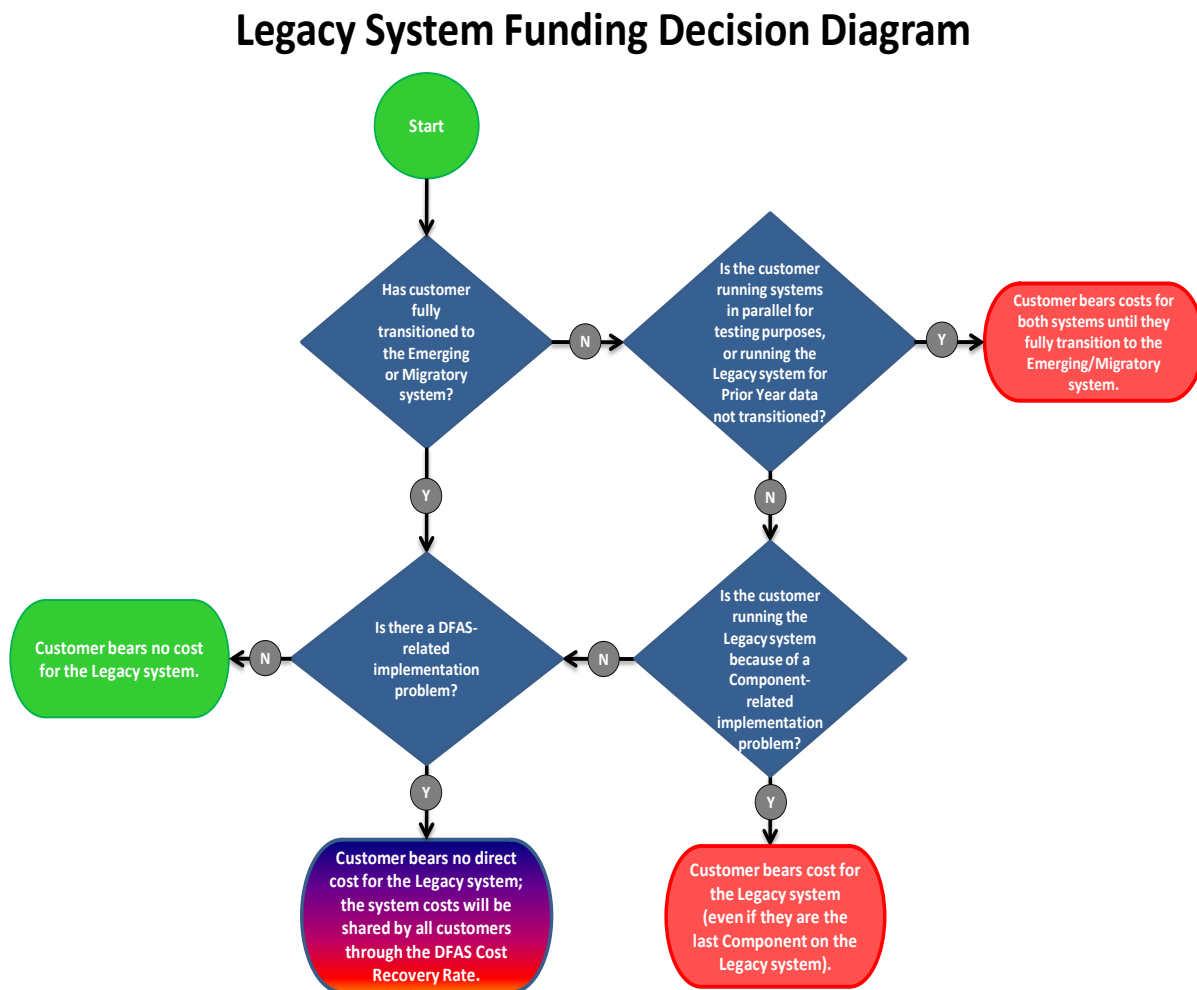 Legacy System Funding Decision Diagram
Start
Has customer
fully
transitioned to
the Emerging
or Migratory
system?
N
Is the customer
running systems
in parallel for
testing purposes,
or running the
Legacy system for
Prior Year data
not transitioned?
Y
Customer bears costs for
both systems until they
fully transition to the
Emerging/Migratory
system.
Y
N
Customer bears no cost
for the Legacy system.
N
Is there a DFAS-
related
implementation
problem?
N
Is the customer
running the
Legacy system
because of a
Component-
related
implementation
problem?
Y
Y
Customer bears no direct
cost for the Legacy system;
the system costs will be
shared by all customers
through the DFAS Cost
Recovery Rate.
Customer bears cost for
the Legacy system
(even if they are the
last Component on the
Legacy system).